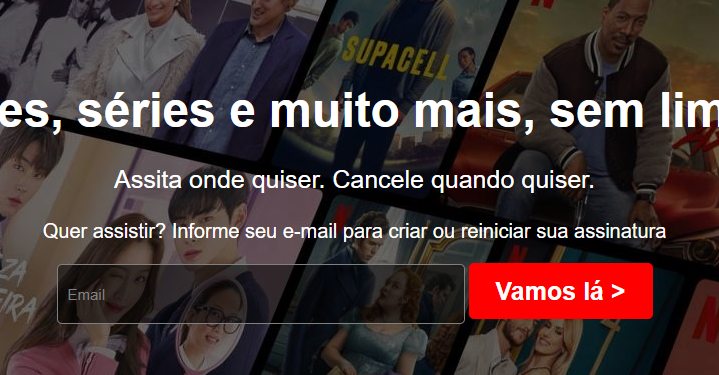 SUPACELL
es, séries e muito mais, sem lim
Assita onde quiser. Cancele quando quiser.
Quer assistir? Informe seu e-mail para criar ou reiniciar sua assinatura
Email
Vamos lá >